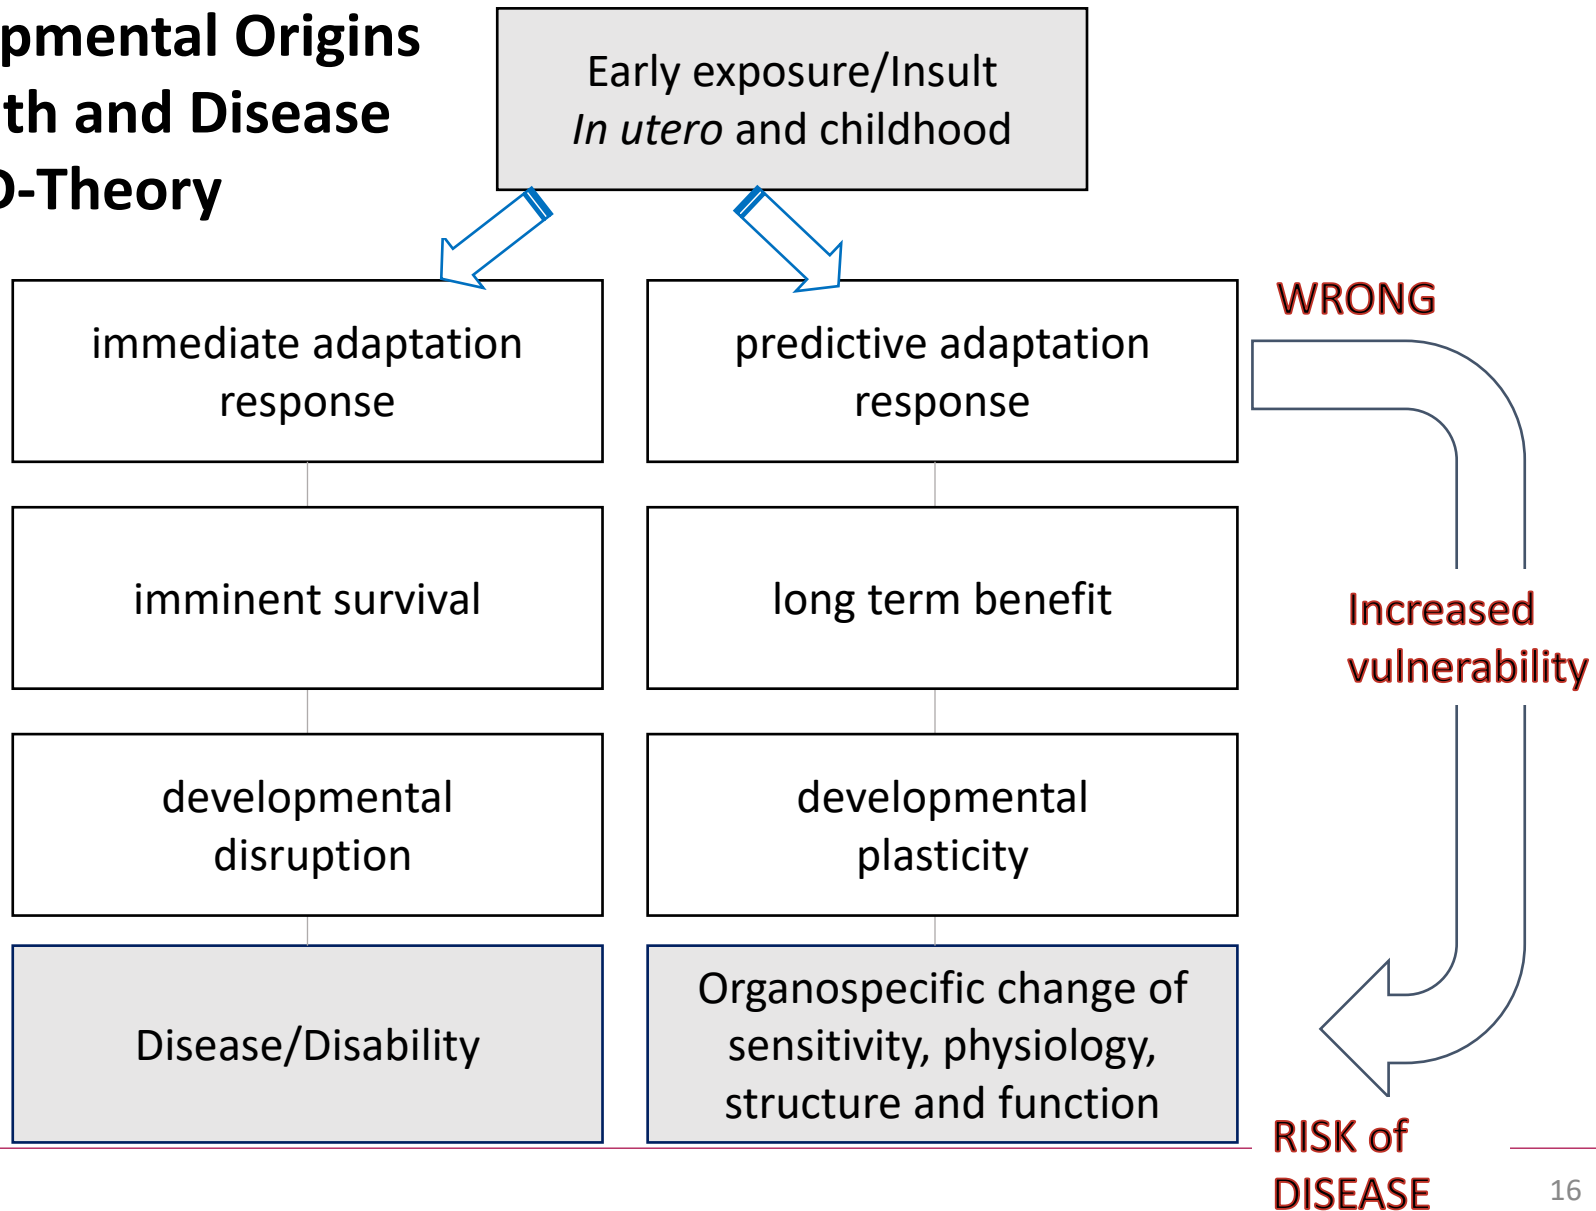 pmental Origins
th and Disease
D-Theory
Early exposure/Insult
In utero and childhood
immediate adaptation
response
predictive adaptation
response
WRONG
imminent survival
long term benefit
Increased
vulnerability
developmental
disruption
developmental
plasticity
Disease/Disability
Organospecific change of
sensitivity, physiology,
structure and function
RISK of
DISEASE
16